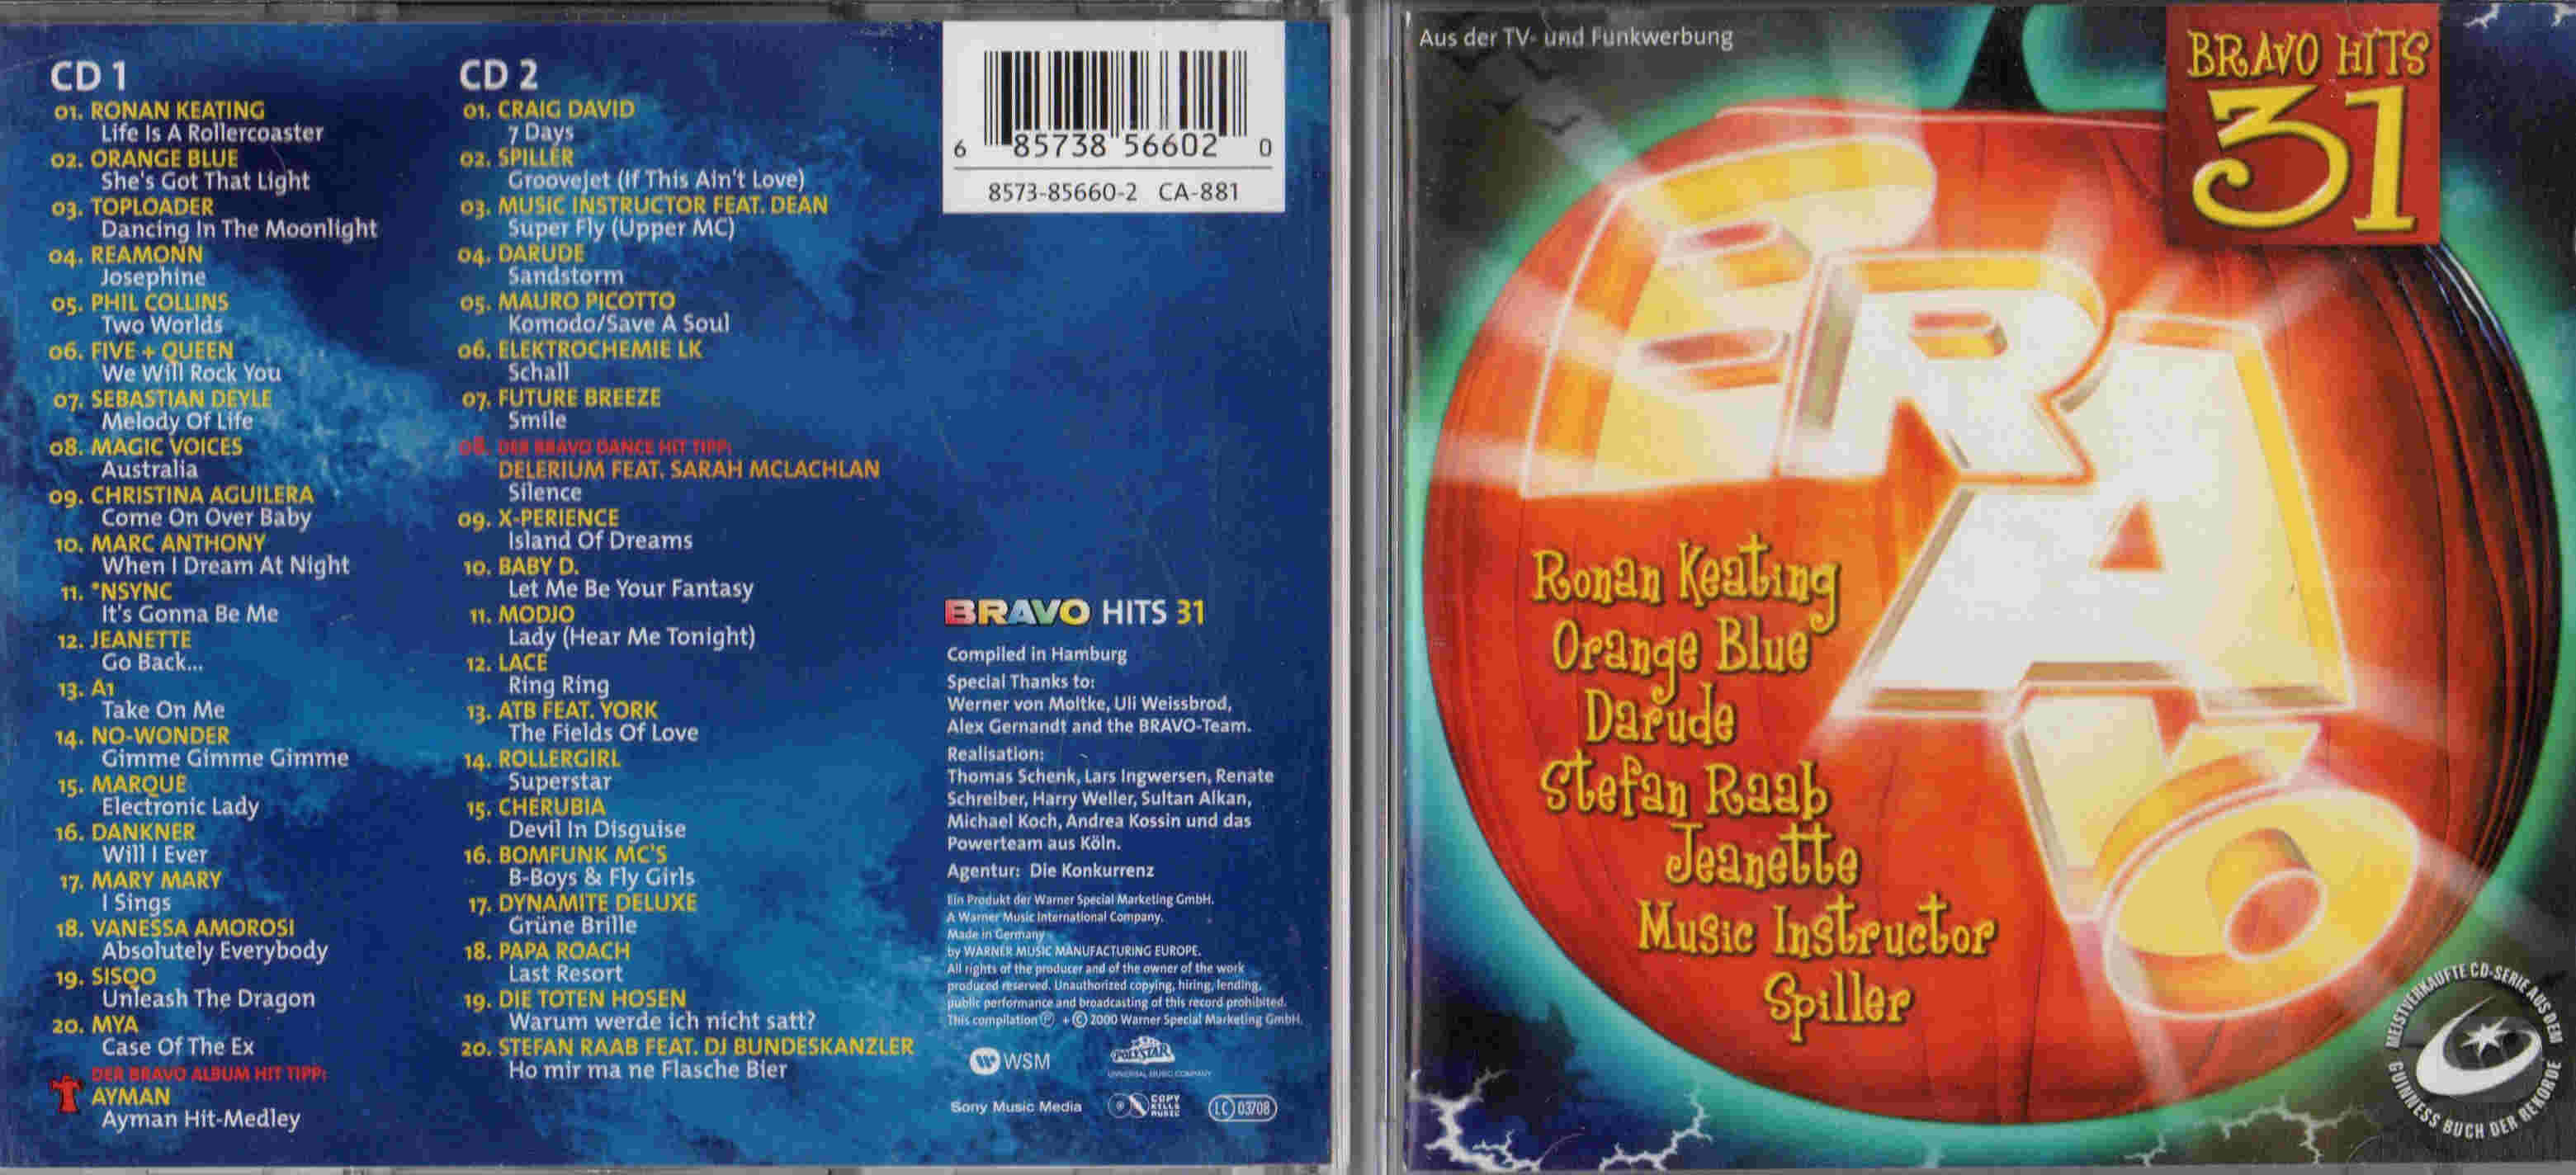 CD 1
01. RONAN KEATING
Life Is A Rollercoaster
02. ORANGE BLUE
She's Got That Light
03. TOPLOADER
Dancing In The Moonlight
04. REAMONN
Josephine
05. PHIL COLLINS
Two Worlds
06. FIVE + QUEEN
We Will Rock You
07. SEBASTIAN DEYLE
Melody Of Life
08. MAGIC VOICES
Australia
09. CHRISTINA AGUILERA
Come On Over Baby
10. MARC ANTHONY
When I Dream At Night
11. *NSYNC
It's Gonna Be Me
12. JEANETTE
Go Back...
13. A1
Take On Me
14. NO-WONDER
Gimme Gimme Gimme
15. MARQUE
Electronic Lady
16. DANKNER
Will I Ever
17. MARY MARY
I Sings
18. VANESSA AMOROSI
Absolutely Everybody
19. SISQO
Unleash The Dragon
20. MYA
Case Of The Ex
DER BRAVO ALBUM HIT TIPP:
AYMAN
Ayman Hit-Medley
CD 2
01. CRAIG DAVID
7 Days
02. SPILLER
Groovejet (If This Ain't Love)
03. MUSIC INSTRUCTOR FEAT. DEAN
Super Fly (Upper MC)
04. DARUDE
Sandstorm
05. MAURO PICOTTO
Komodo/Save A Soul
06. ELEKTROCHEMIE LK
Schall
07. FUTURE BREEZE
Smile
08. DER BRAVO DANCE HIT TIPP:
DELERIUM FEAT. SARAH MCLACHLAN
Silence
09. X-PERIENCE
Island Of Dreams
10. BABY D.
Let Me Be Your Fantasy
11. MODJO
Lady (Hear Me Tonight)
12. LACE
Ring Ring
13. ATB FEAT. YORK
The Fields Of Love
14. ROLLERGIRL
Superstar
15. CHERUBIA
Devil In Disguise
16. BOMFUNK MC'S
B-Boys & Fly Girls
17. DYNAMITE DELUXE
Grüne Brille
18. PAPA ROACH
Last Resort
19. DIE TOTEN HOSEN
Warum werde ich nicht satt?
20. STEFAN RAAB FEAT. DJ BUNDESKANZLER
Ho mir ma ne Flasche Bier
6 85738 56602 0
8573-85660-2 CA-881
BRAVO HITS 31
Compiled in Hamburg
Special Thanks to:
Werner von Moltke, Uli Weissbrod,
Alex Gernandt and the BRAVO-Team.
Realisation:
Thomas Schenk, Lars Ingwersen, Renate
Schreiber, Harry Weller, Sultan Alkan,
Michael Koch, Andrea Kossin und das
Powerteam aus Köln.
Agentur: Die Konkurrenz
Ein Produkt der Warner Special Marketing GmbH.
A Warner Music International Company.
Made in Germany
by WARNER MUSIC MANUFACTURING EUROPE.
All rights of the producer and of the owner of the work
produced reserved. Unauthorized copying, hiring, lending,
public performance and broadcasting of this record prohibited.
This compilation ℗ + © 2000 Warner Special Marketing GmbH.
WSM
POLYSTAR
UNIVERSAL MUSIC COMPANY
Sony Music Media
COPY
KILLS
MUSIC
LC 03708
Aus der TV- und Funkwerbung
BRAVO HITS
31
BRAVO
Ronan Keating
Orange Blue
Darude
Stefan Raab
Jeanette
Music Instructor
Spiller
MEISTVERKAUFTE CD-SERIE AUS DEM
GUINNESS BUCH DER REKORDE